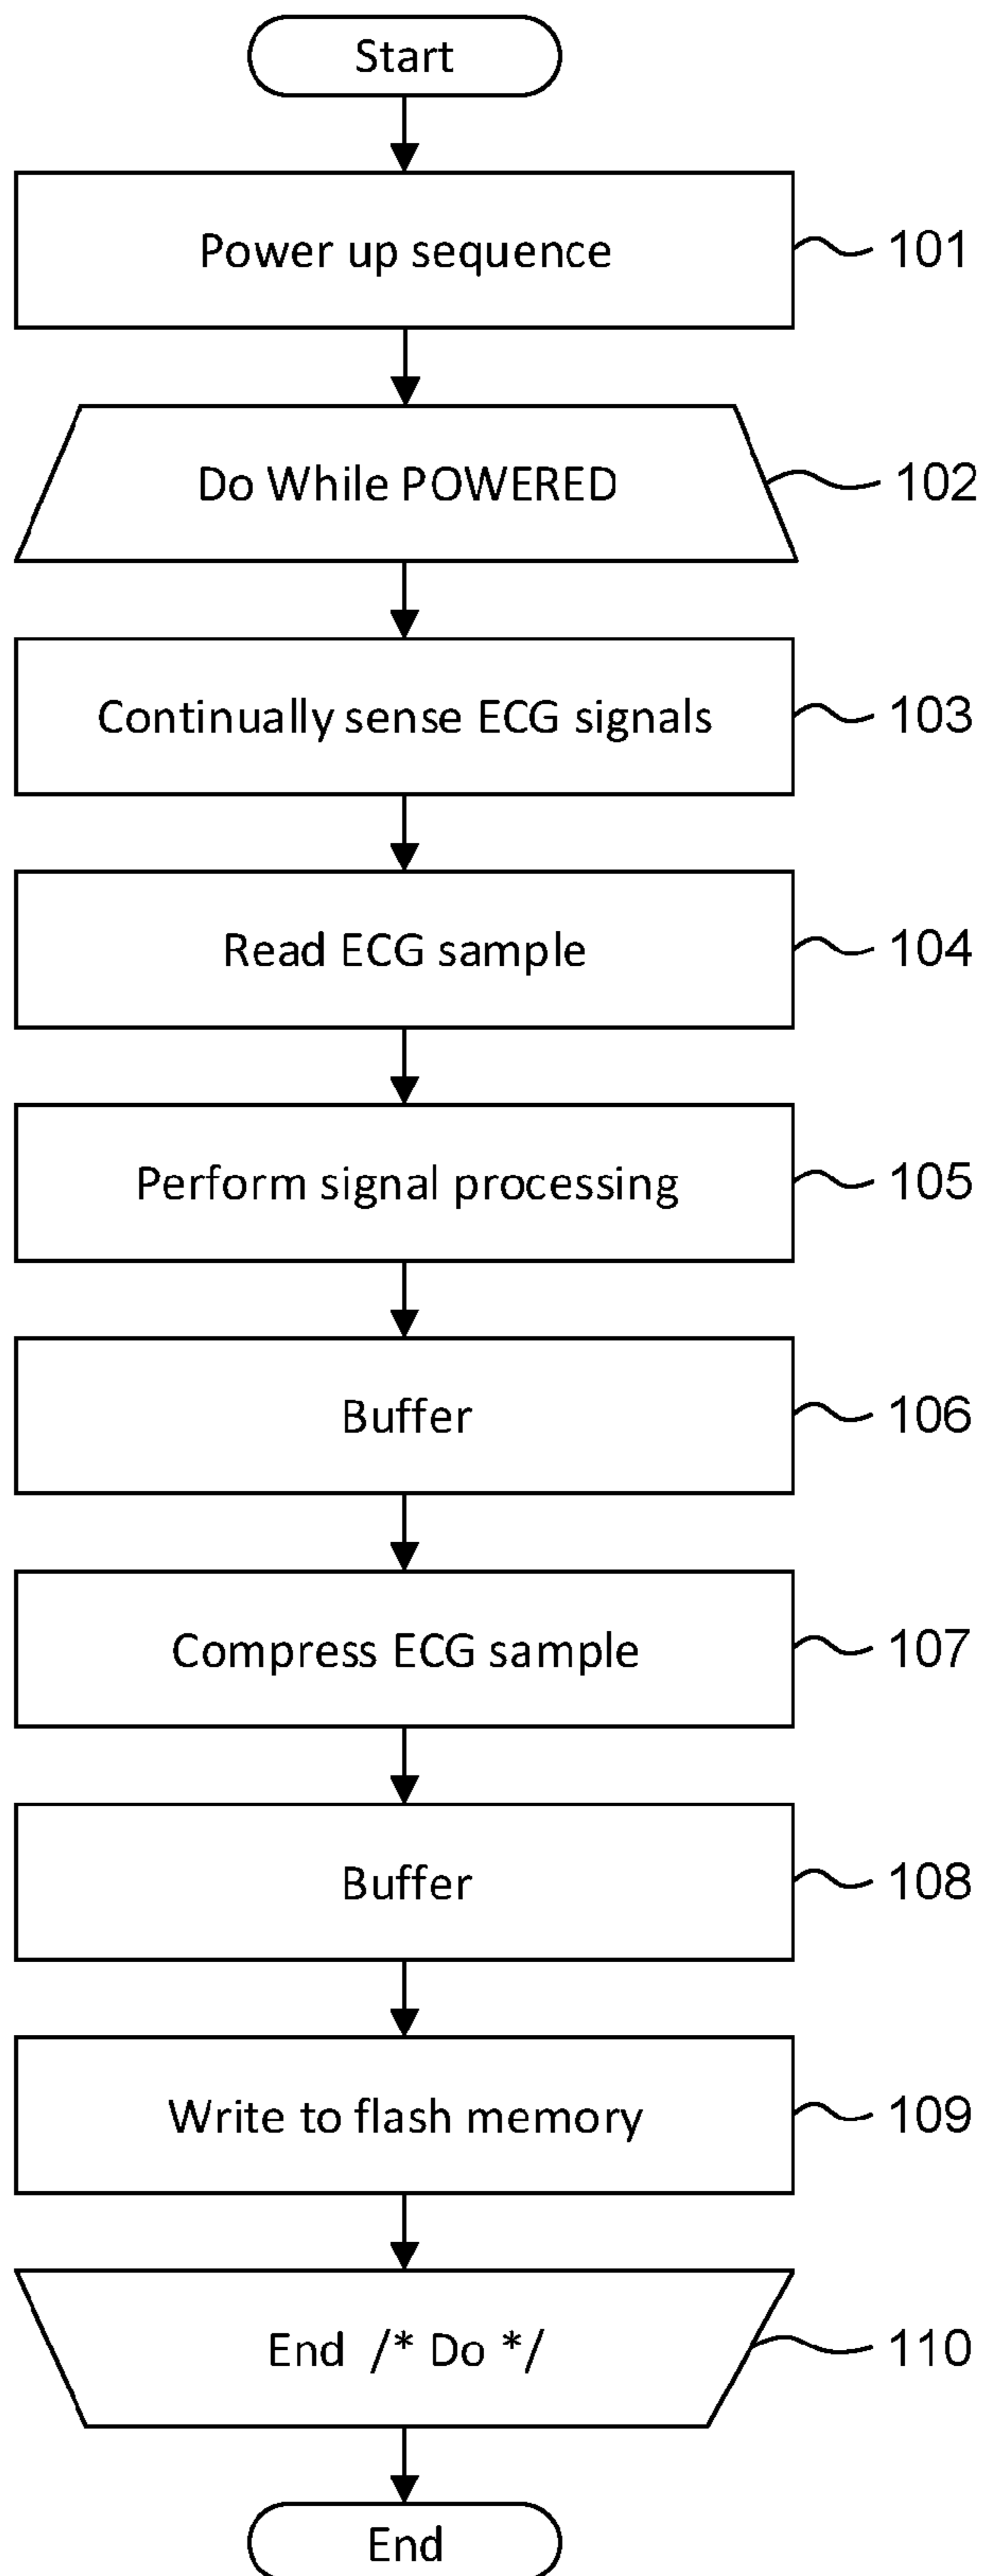 Start
Power up sequence
101
Do While POWERED
102
Continually sense ECG signals
103
Read ECG sample
104
Perform signal processing
105
Buffer
106
Compress ECG sample
107
Buffer
108
Write to flash memory
109
End /* Do */
110
End